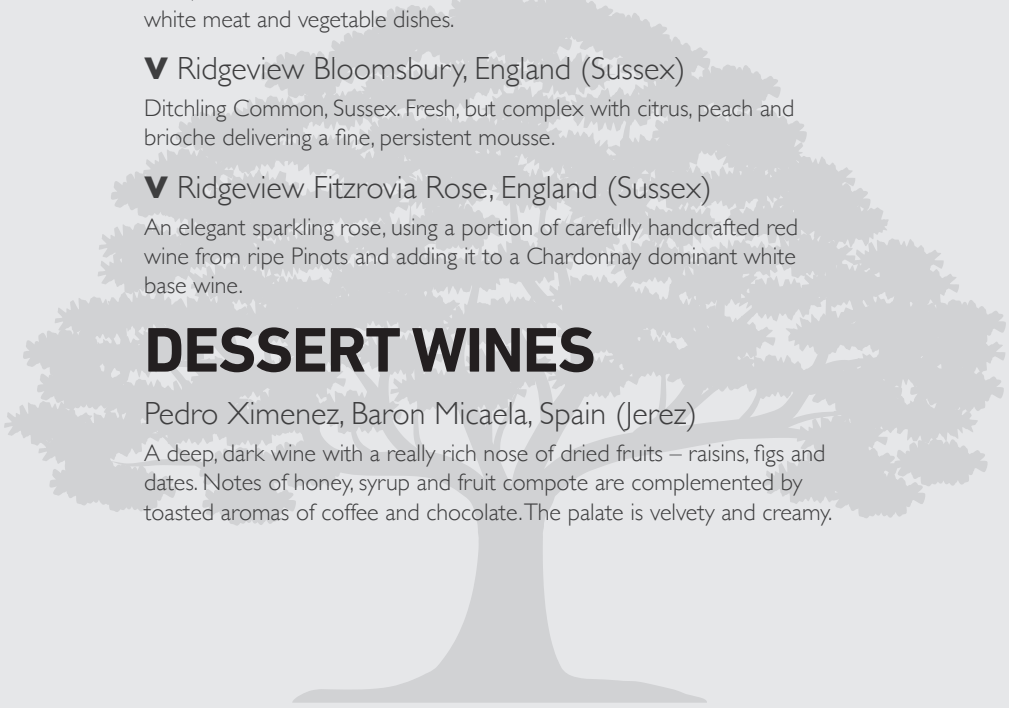 white meat and vegetable dishes.
V Ridgeview Bloomsbury, England (Sussex)
Ditchling Common, Sussex. Fresh, but complex with citrus, peach and
brioche delivering a fine, persistent mousse.
V Ridgeview Fitzrovia Rose, England (Sussex)
An elegant sparkling rose, using a portion of carefully handcrafted red
wine from ripe Pinots and adding it to a Chardonnay dominant white
base wine.
DESSERT WINES
Pedro Ximenez, Baron Micaela, Spain (Jerez)
A deep, dark wine with a really rich nose of dried fruits – raisins, figs and
dates. Notes of honey, syrup and fruit compote are complemented by
toasted aromas of coffee and chocolate. The palate is velvety and creamy.